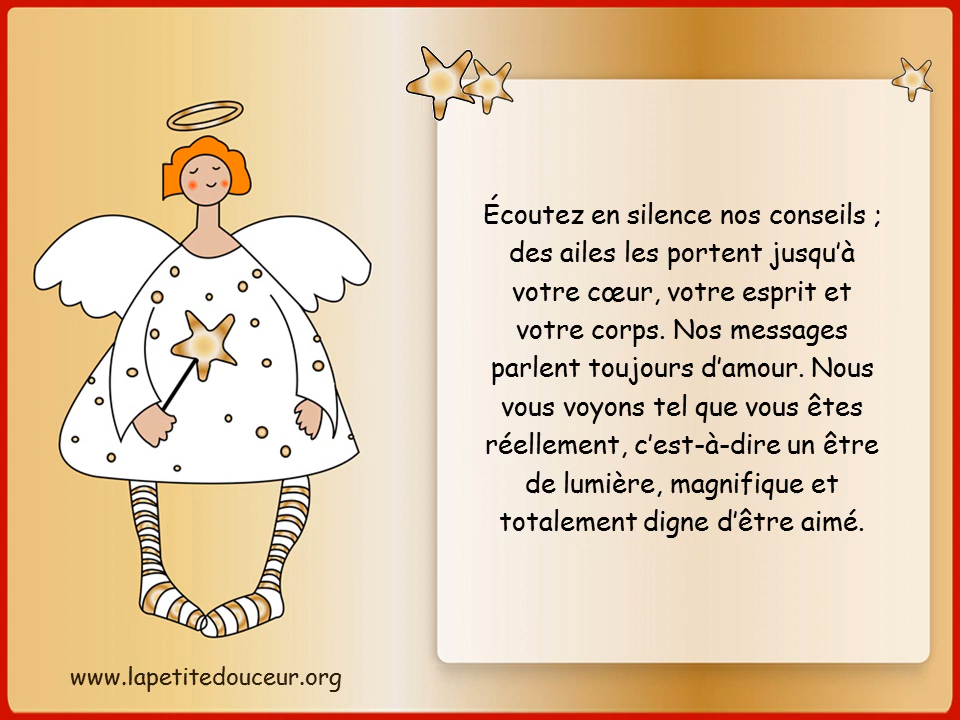 Écoutez en silence nos conseils ;
des ailes les portent jusqu’à
votre cœur, votre esprit et
votre corps. Nos messages
parlent toujours d’amour. Nous
vous voyons tel que vous êtes
réellement, c’est-à-dire un être
de lumière, magnifique et
totalement digne d’être aimé.
www.lapetitedouceur.org